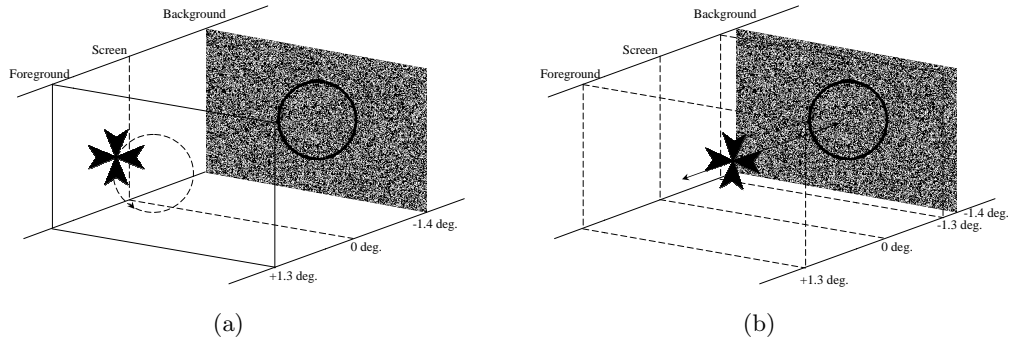 Background
Screen
Foreground
-1.4 deg.
0 deg.
+1.3 deg.
(a)
Background
Screen
Foreground
-1.4 deg.
-1.3 deg.
0 deg.
+1.3 deg.
(b)